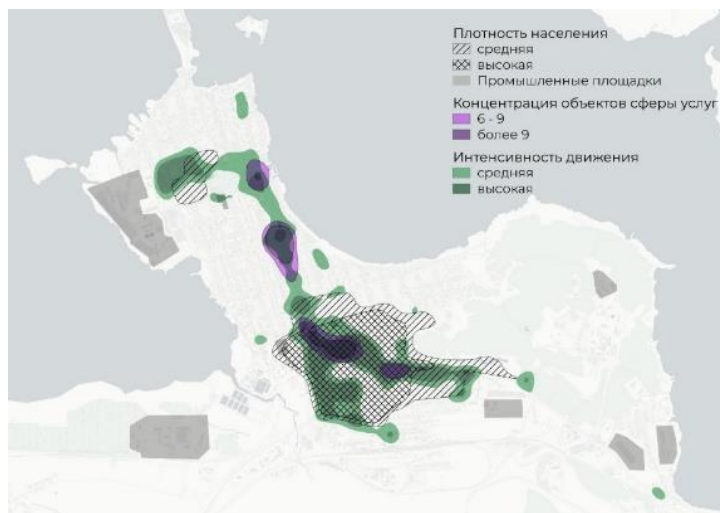 Плотность населения
средняя
высокая
Промышленные площадки
Концентрация объектов сферы услуг
6 - 9
более 9
Интенсивность движения
средняя
высокая